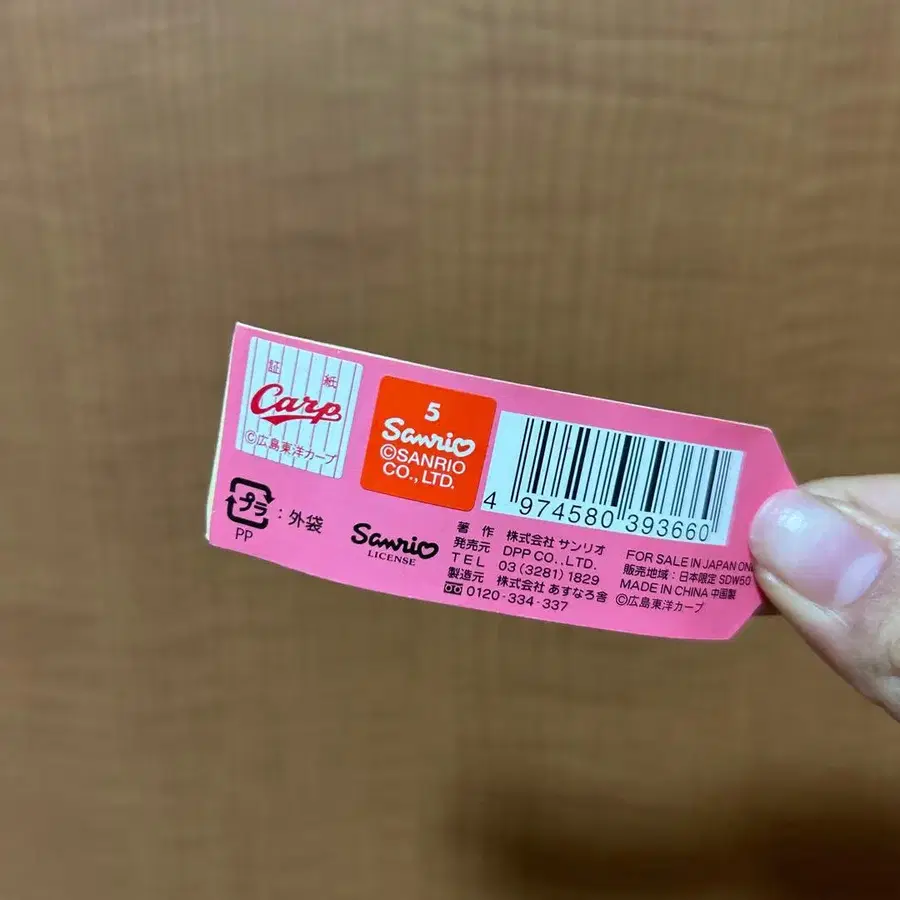 証 紙
Carp
©広島東洋カープ
5
Sanrio
©SANRIO
CO., LTD.
4 974580 393660
プラ
：外袋
PP
Sanrio
LICENSE
著 作 株式会社 サンリオ
発売元 DPP CO., LTD.
TEL 03 (3281) 1829
製造元 株式会社 あすなろ舎
0120-334-337
FOR SALE IN JAPAN
販売地域：日本限定 SDW50
MADE IN CHINA 中国製
©広島東洋カープ